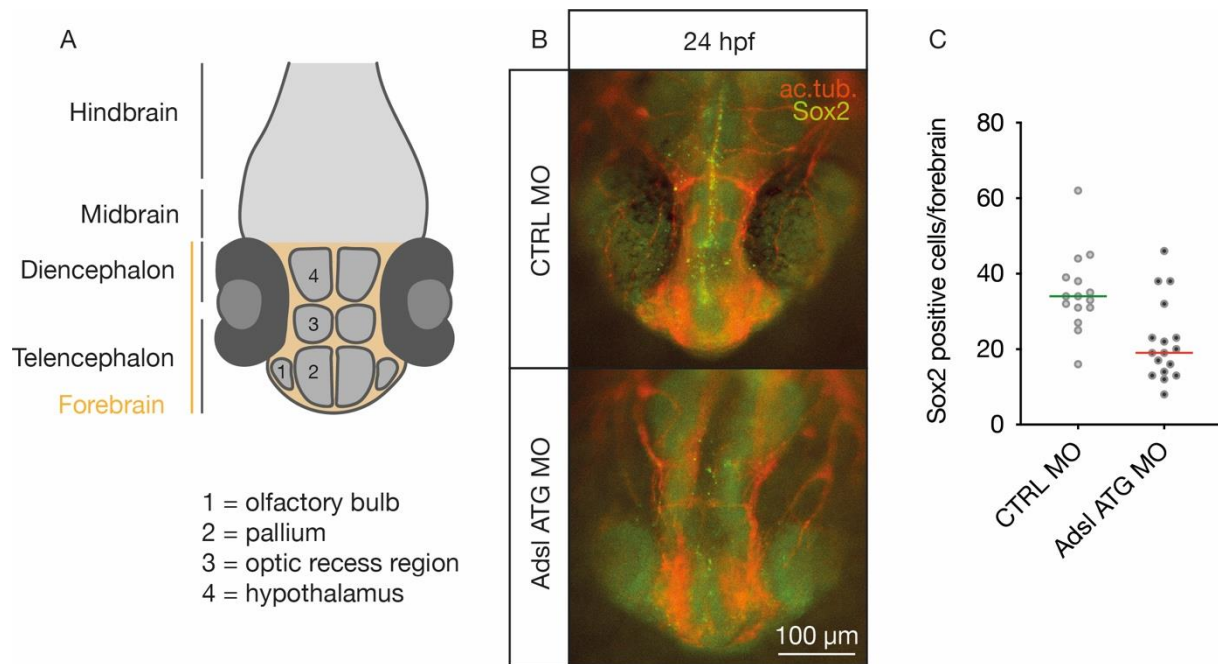 A
Hindbrain
Midbrain
Diencephalon
Telencephalon
Forebrain
4
3
1
2
1 = olfactory bulb
2 = pallium
3 = optic recess region
4 = hypothalamus
B
24 hpf
CTRL MO
ac.tub.
Sox2
Adsl ATG MO
100 µm
C
Sox2 positive cells/forebrain
80
60
40
20
0
CTRL MO
Adsl ATG MO